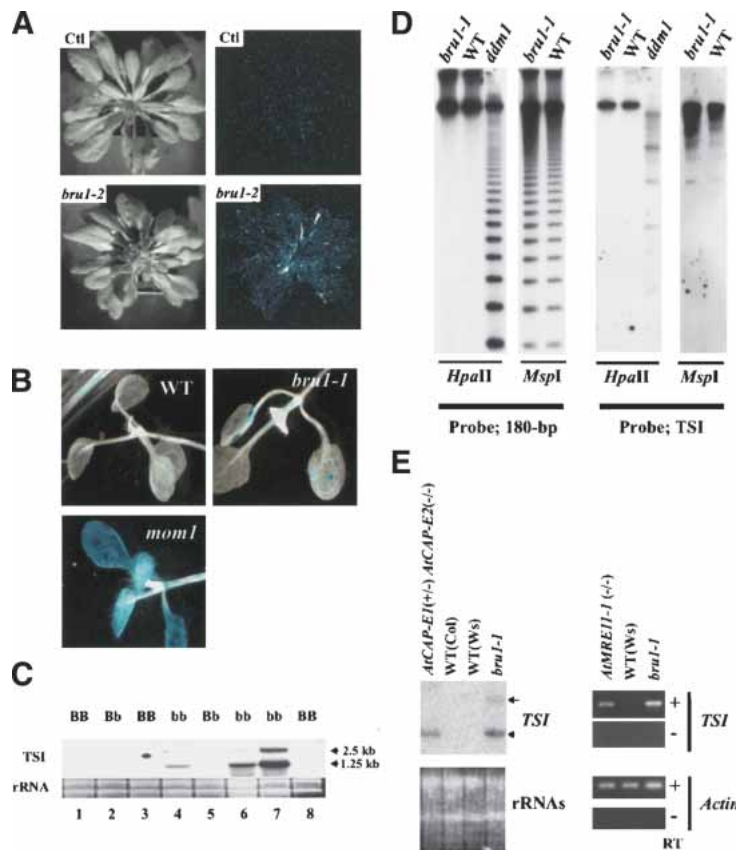 A
Ctl
bru1-2
B
WT
bru1-1
mom1
C
BB Bb BB bb Bb bb bb BB
TSI
2.5 kb
1.25 kb
rRNA
1 2 3 4 5 6 7 8
D
bru1-1 WT ddm1 bru1-1 WT bru1-1 WT ddm1 bru1-1 WT
HpaII MspI HpaII MspI
Probe; 180-bp Probe; TSI
E
AtCAP-E1(+/-) AtCAP-E2(-/-)
WT(Col)
WT(Ws)
bru1-1
TSI
rRNAs
AtMRE11-1 (-/-)
WT(Ws)
bru1-1
+
-
TSI
+
-
Actin
RT